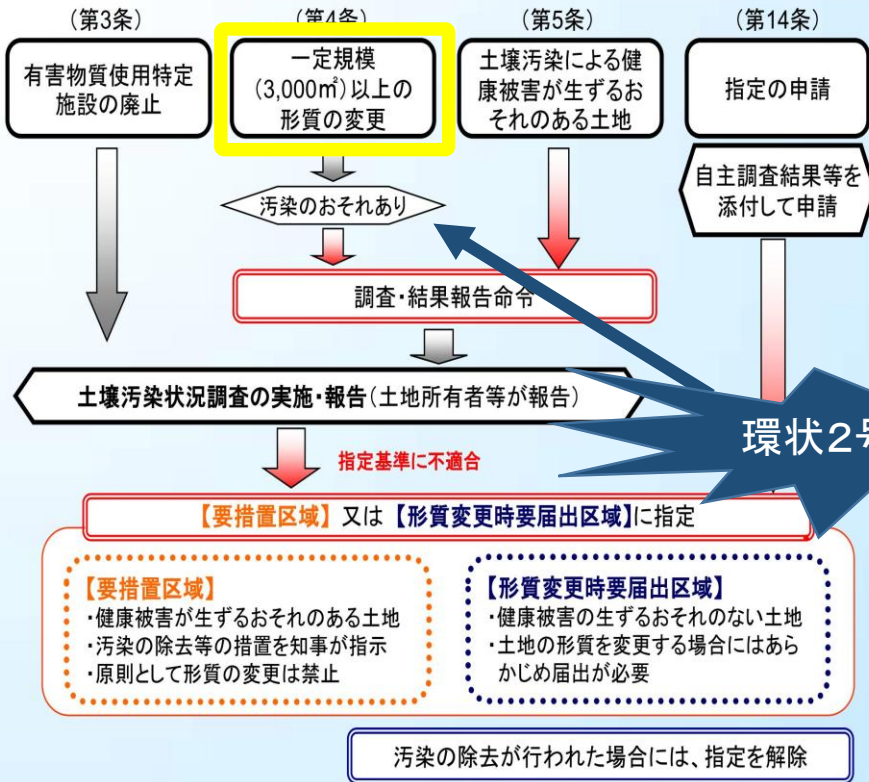 (第3条)
(第4条)
(第5条)
(第14条)
有害物質使用特定
施設の廃止
一定規模
(3,000㎡)以上の
形質の変更
土壌汚染による健
康被害が生ずるお
それのある土地
指定の申請
自主調査結果等を
添付して申請
汚染のおそれあり
調査・結果報告命令
土壌汚染状況調査の実施・報告(土地所有者等が報告)
環状2号
指定基準に不適合
【要措置区域】 又は 【形質変更時要届出区域】に指定
【要措置区域】
・健康被害が生ずるおそれのある土地
・汚染の除去等の措置を知事が指示
・原則として形質の変更は禁止
【形質変更時要届出区域】
・健康被害の生ずるおそれのない土地
・土地の形質を変更する場合にはあら
かじめ届出が必要
汚染の除去が行われた場合には、指定を解除